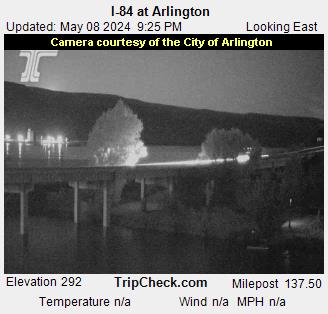 I-84 at Arlington
Updated: May 08 2024 9:25 PM Looking East
Camera courtesy of the City of Arlington
Elevation 292 TripCheck.com Milepost 137.50
Temperature n/a Wind n/a MPH n/a